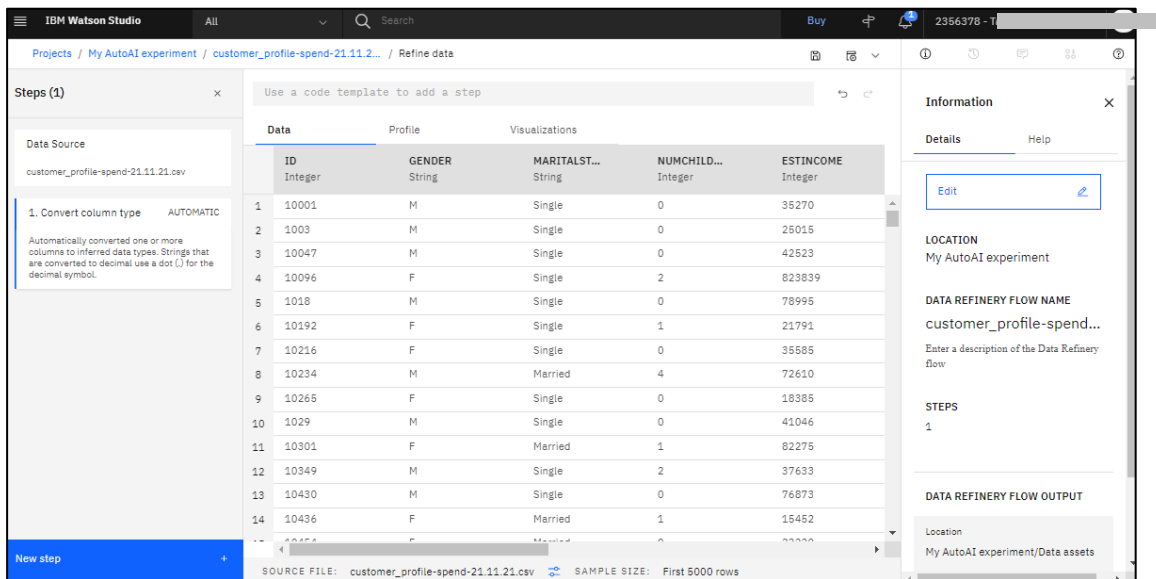 IBM Watson Studio All Search Buy 1 2356378 - T
Projects / My AutoAI experiment / customer_profile-spend-21.11.2... / Refine data
Steps (1) ×
Data Source
customer_profile-spend-21.11.21.csv
1. Convert column type AUTOMATIC
Automatically converted one or more
columns to inferred data types. Strings that
are converted to decimal use a dot (.) for the
decimal symbol.
New step +
Use a code template to add a step
Data Profile Visualizations
ID GENDER MARITALST... NUMCHILD... ESTINCOME
Integer String String Integer Integer
1 10001 M Single 0 35270
2 1003 M Single 0 25015
3 10047 M Single 0 42523
4 10096 F Single 2 823839
5 1018 M Single 0 78995
6 10192 F Single 1 21791
7 10216 F Single 0 35585
8 10234 M Married 4 72610
9 10265 F Single 0 18385
10 1029 M Single 0 41046
11 10301 F Married 1 82275
12 10349 M Single 2 37633
13 10430 M Single 0 76873
14 10436 F Married 1 15452
SOURCE FILE: customer_profile-spend-21.11.21.csv SAMPLE SIZE: First 5000 rows
Information ×
Details Help
Edit
LOCATION
My AutoAI experiment
DATA REFINERY FLOW NAME
customer_profile-spend...
Enter a description of the Data Refinery
flow
STEPS
1
DATA REFINERY FLOW OUTPUT
Location
My AutoAI experiment/Data assets